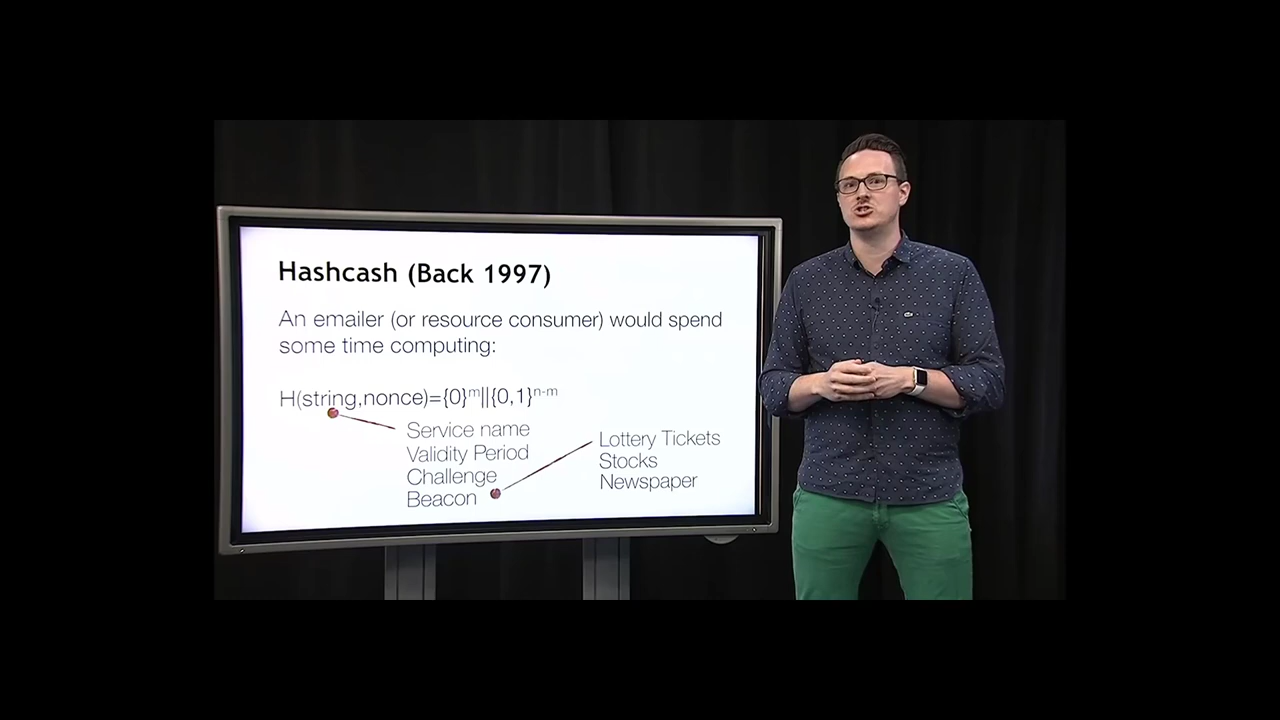 Hashcash (Back 1997)
An emailer (or resource consumer) would spend
some time computing:
H(string,nonce)={0}ᵐ||{0,1}ⁿ⁻ᵐ
Service name
Validity Period
Challenge
Beacon
Lottery Tickets
Stocks
Newspaper